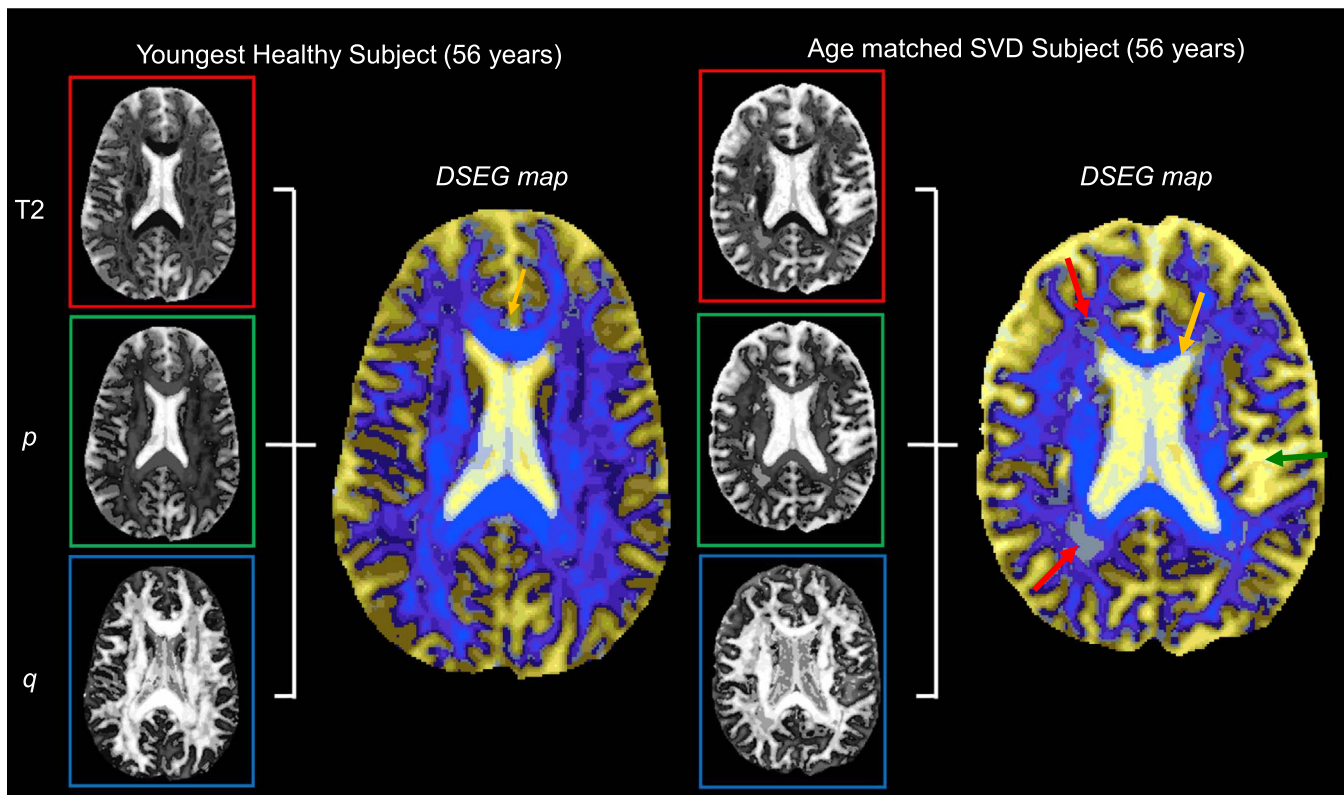 Youngest Healthy Subject (56 years)
Age matched SVD Subject (56 years)
DSEG map
DSEG map
T2
p
q